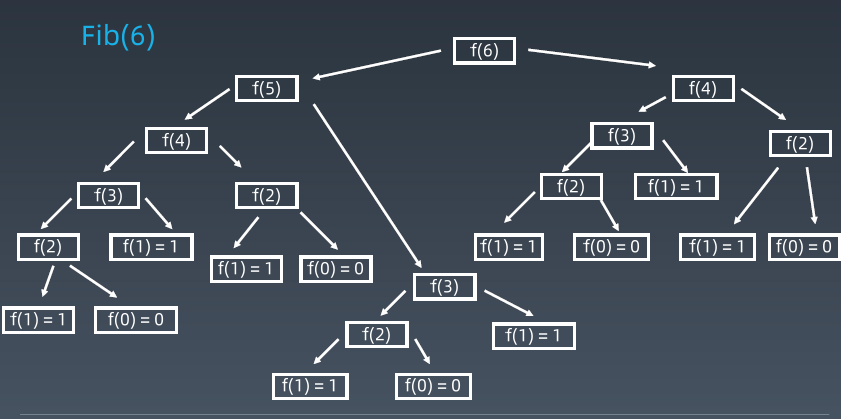 Fib(6)
f(6)
f(5)
f(4)
f(4)
f(3)
f(2)
f(3)
f(2)
f(2)
f(1) = 1
f(2)
f(1) = 1
f(1) = 1
f(0) = 0
f(1) = 1
f(0) = 0
f(1) = 1
f(0) = 0
f(3)
f(1) = 1
f(0) = 0
f(2)
f(1) = 1
f(1) = 1
f(0) = 0